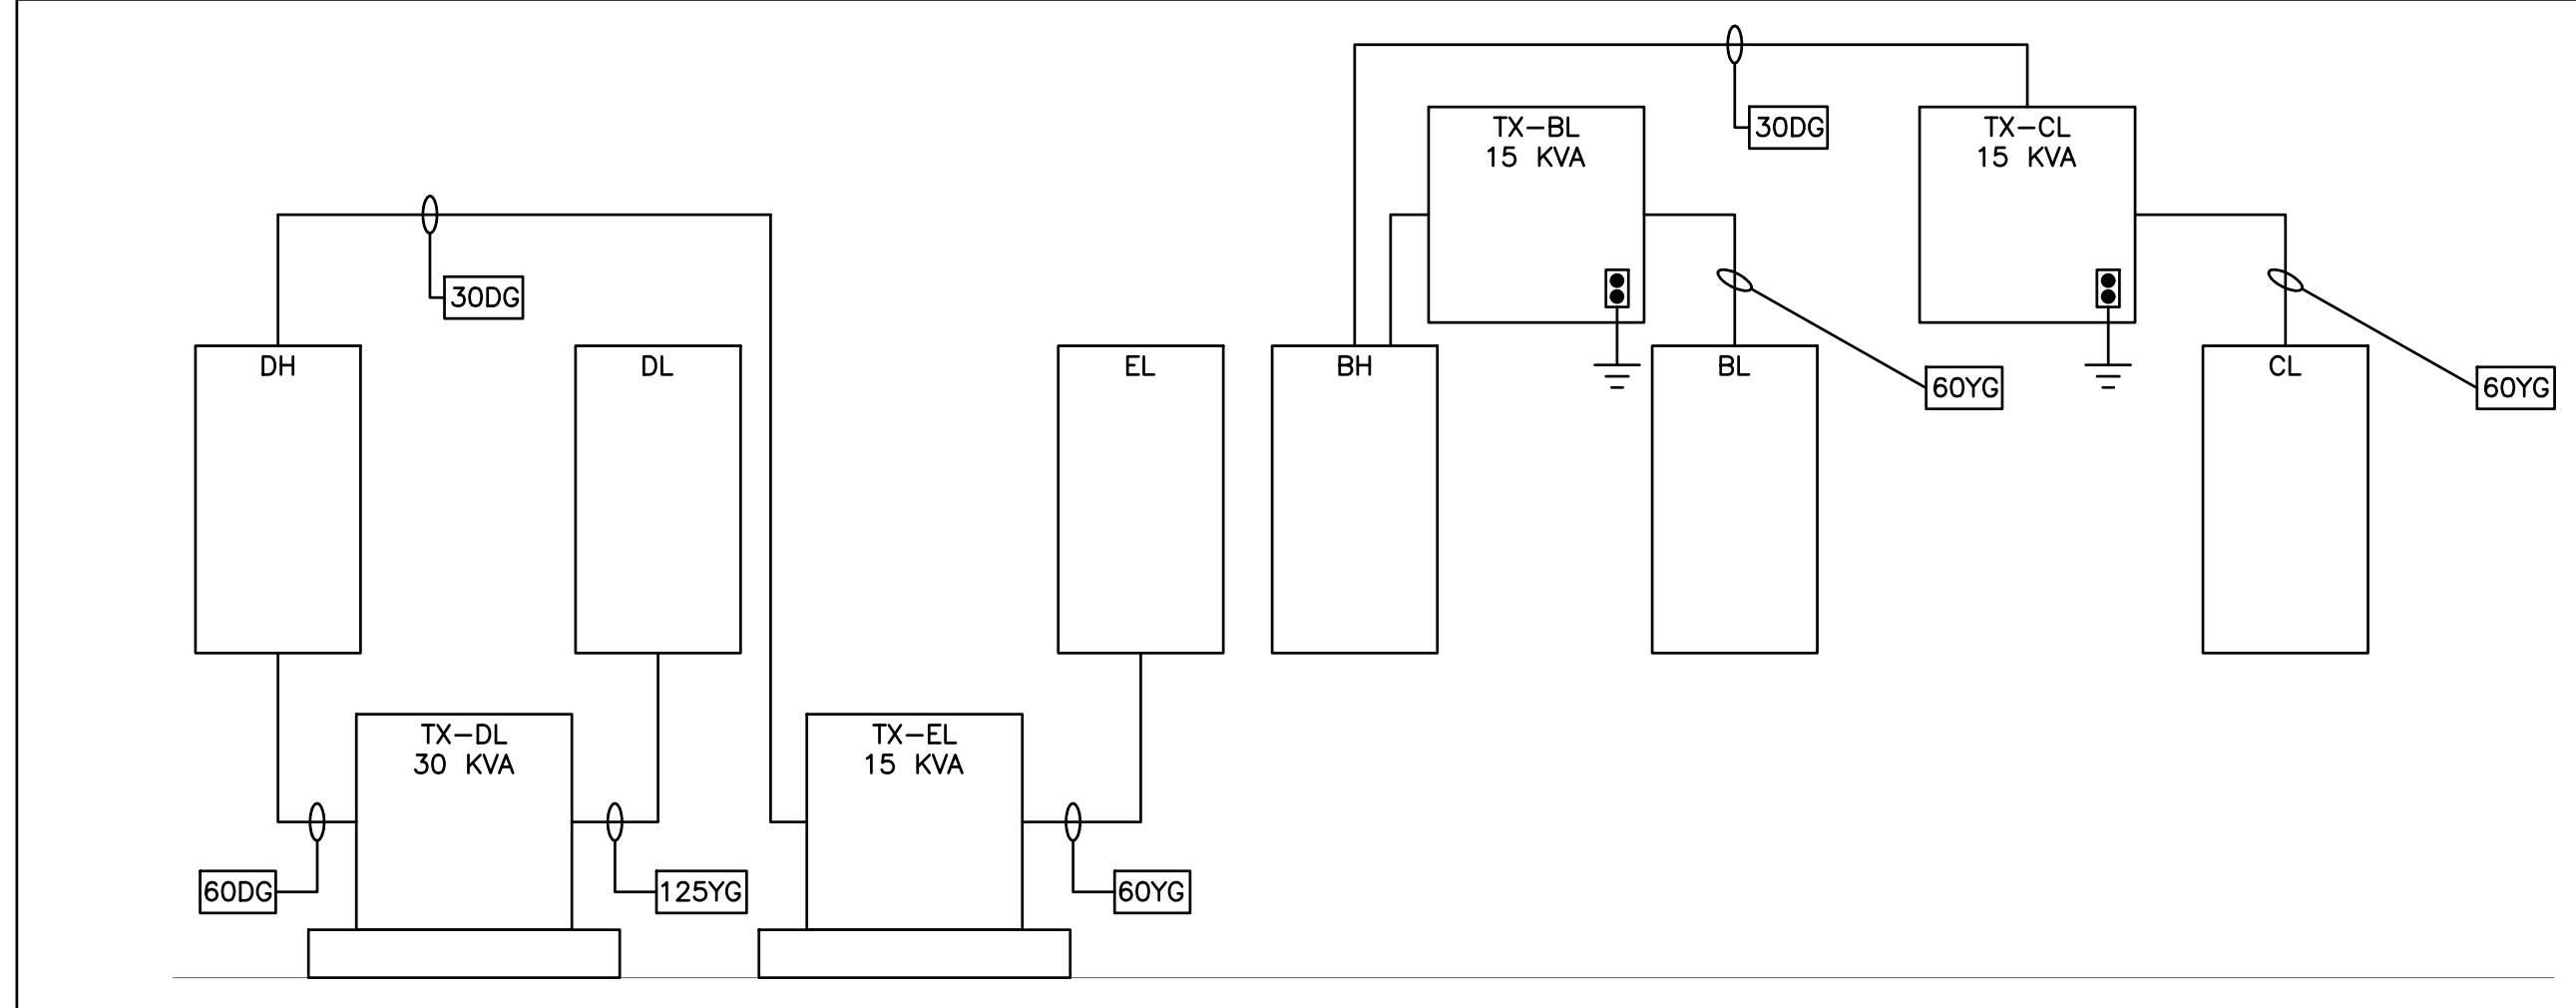 TX-BL
15 KVA
30DG
TX-CL
15 KVA
30DG
DH
DL
EL
BH
BL
CL
60YG
60YG
TX-DL
30 KVA
TX-EL
15 KVA
60DG
125YG
60YG